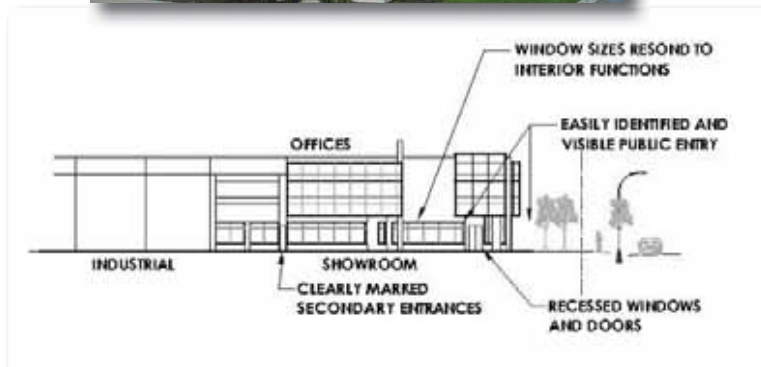 WINDOW SIZES RESOND TO
INTERIOR FUNCTIONS
EASILY IDENTIFIED AND
VISIBLE PUBLIC ENTRY
OFFICES
INDUSTRIAL
SHOWROOM
CLEARLY MARKED
SECONDARY ENTRANCES
RECESSED WINDOWS
AND DOORS